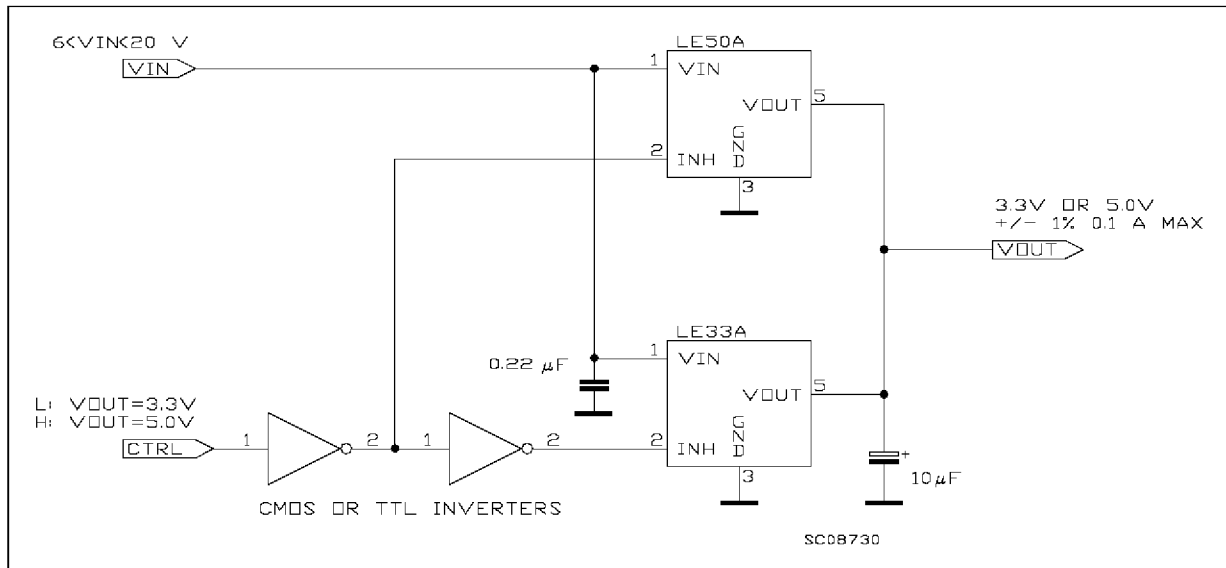 6<VIN<20 V
VIN
LE50A
1
VIN
VOUT
5
2
INH
GND
3
3.3V OR 5.0V
+/- 1% 0.1 A MAX
VOUT
LE33A
0.22 µF
1
VIN
VOUT
5
L: VOUT=3.3V
H: VOUT=5.0V
CTRL
1
2
1
2
2
INH
GND
3
+
10µF
CMOS OR TTL INVERTERS
SC08730